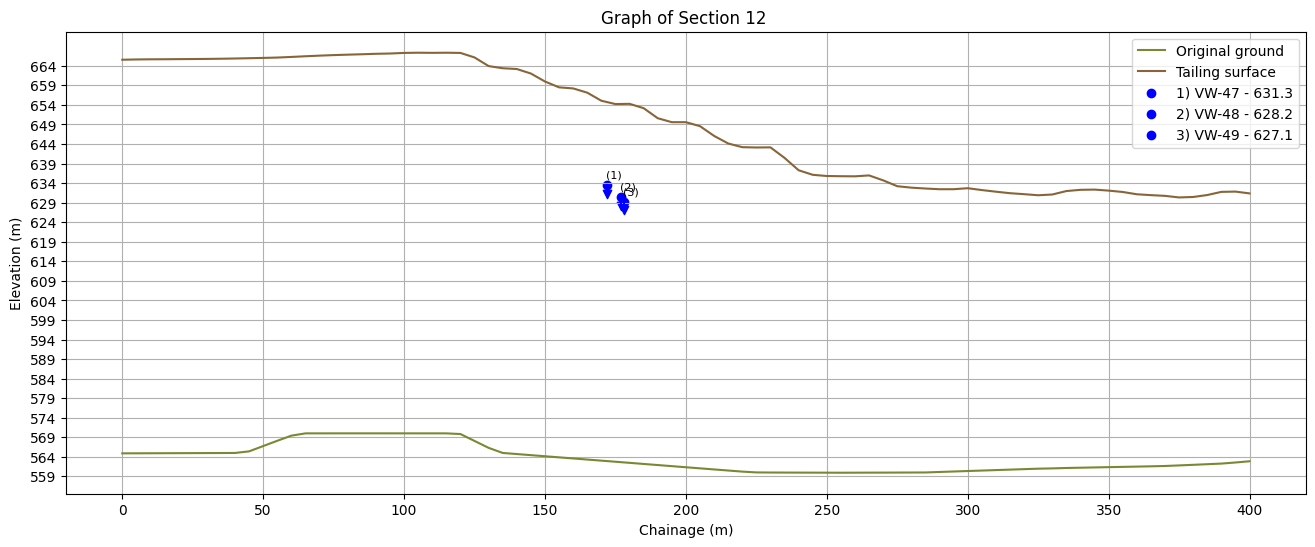 Graph of Section 12
Original ground
Tailing surface
1) VW-47 - 631.3
2) VW-48 - 628.2
3) VW-49 - 627.1
Elevation (m)
664
659
654
649
644
639
634
629
624
619
614
609
604
599
594
589
584
579
574
569
564
559
(1)
(2)
(3)
0 50 100 150 200 250 300 350 400
Chainage (m)